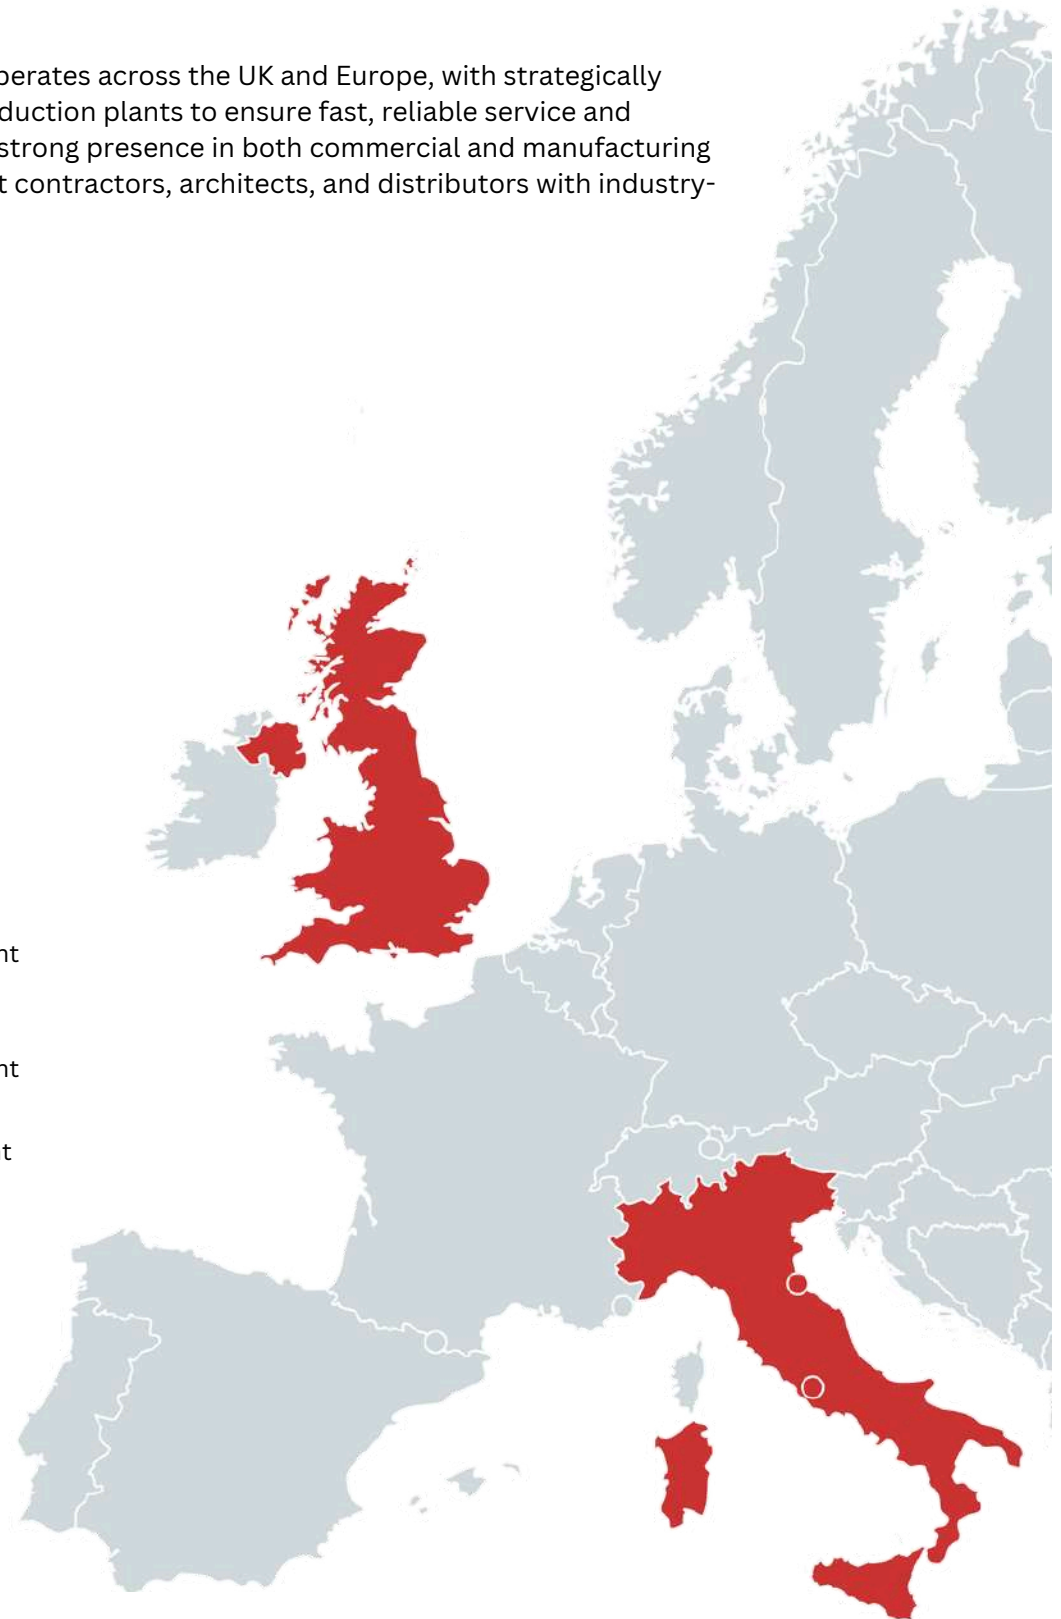 perates across the UK and Europe, with strategically
duction plants to ensure fast, reliable service and
strong presence in both commercial and manufacturing
t contractors, architects, and distributors with industry-
nt
nt
t